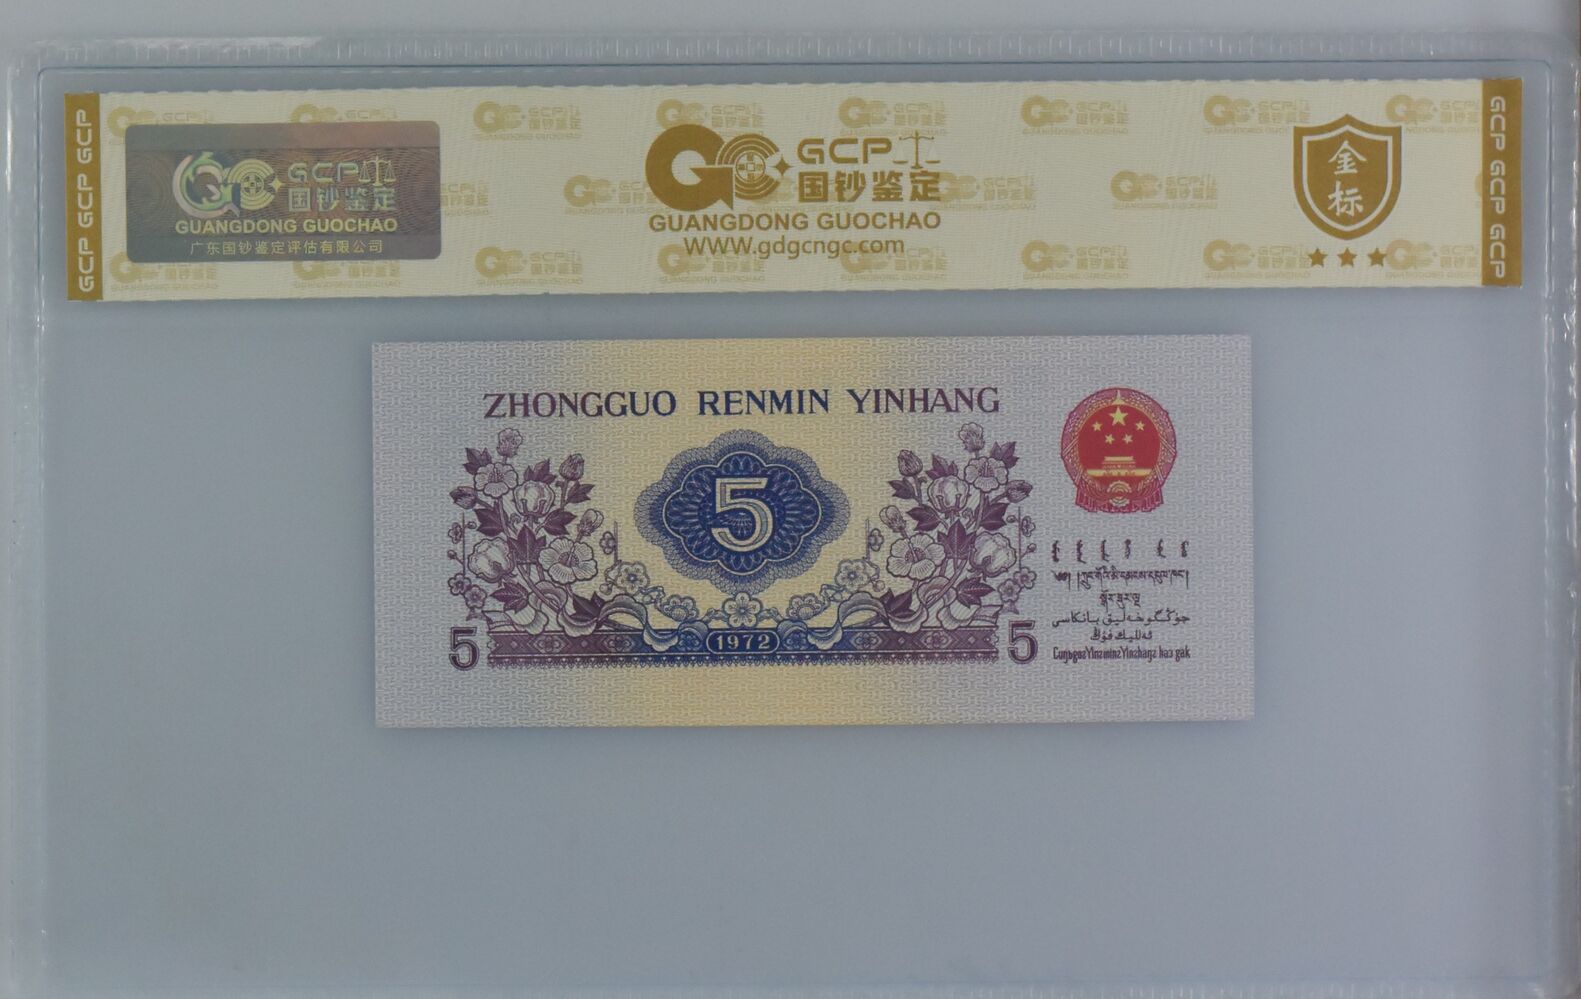 GCP GCP GCP
GCP
国钞鉴定
GUANGDONG GUOCHAO
广东国钞鉴定评估有限公司
GCP
国钞鉴定
GUANGDONG GUOCHAO
WWW.gdgcngc.com
金标
GCP GCP GCP
ZHONGGUO RENMIN YINHANG
5
1972
5
5
جۇڭگوخەلىق بانكاسى